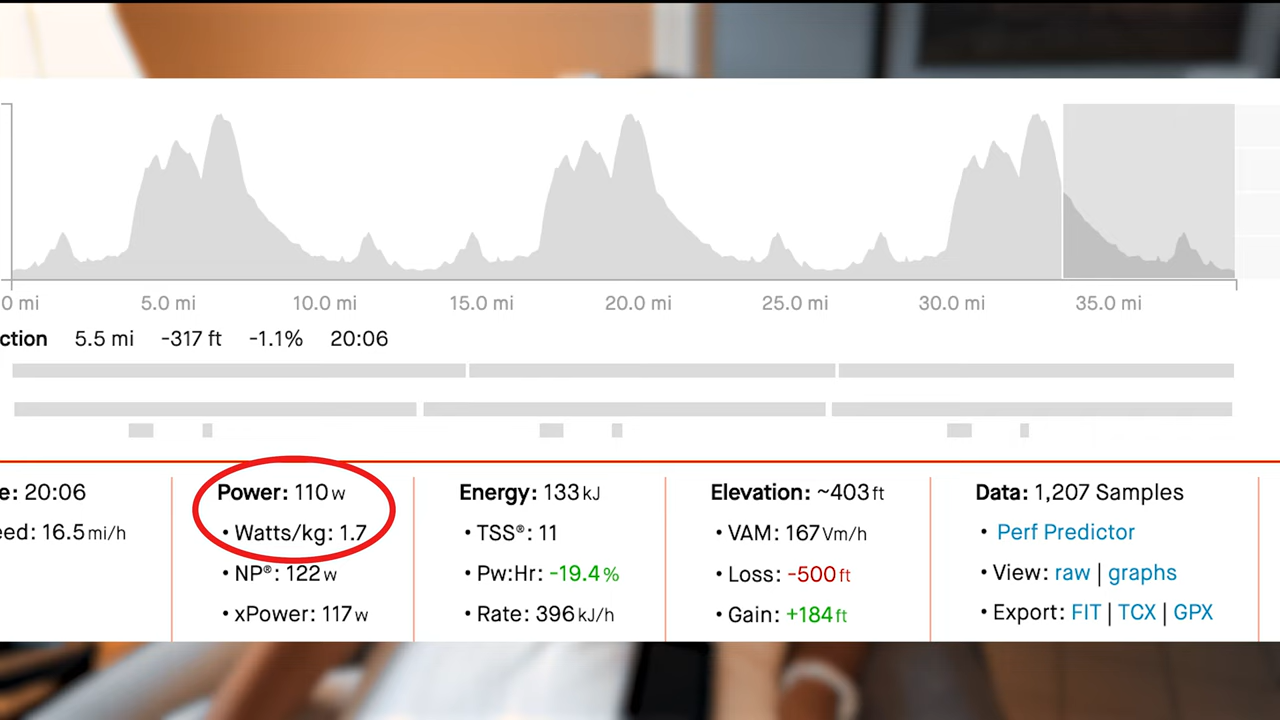 0 mi 5.0 mi 10.0 mi 15.0 mi 20.0 mi 25.0 mi 30.0 mi 35.0 mi
ction 5.5 mi -317 ft -1.1% 20:06
e: 20:06
eed: 16.5 mi/h
Power: 110 w
• Watts/kg: 1.7
• NP®: 122 w
• xPower: 117 w
Energy: 133 kJ
• TSS®: 11
• Pw:Hr: -19.4%
• Rate: 396 kJ/h
Elevation: ~403 ft
• VAM: 167 Vm/h
• Loss: -500 ft
• Gain: +184 ft
Data: 1,207 Samples
• Perf Predictor
• View: raw | graphs
• Export: FIT | TCX | GPX